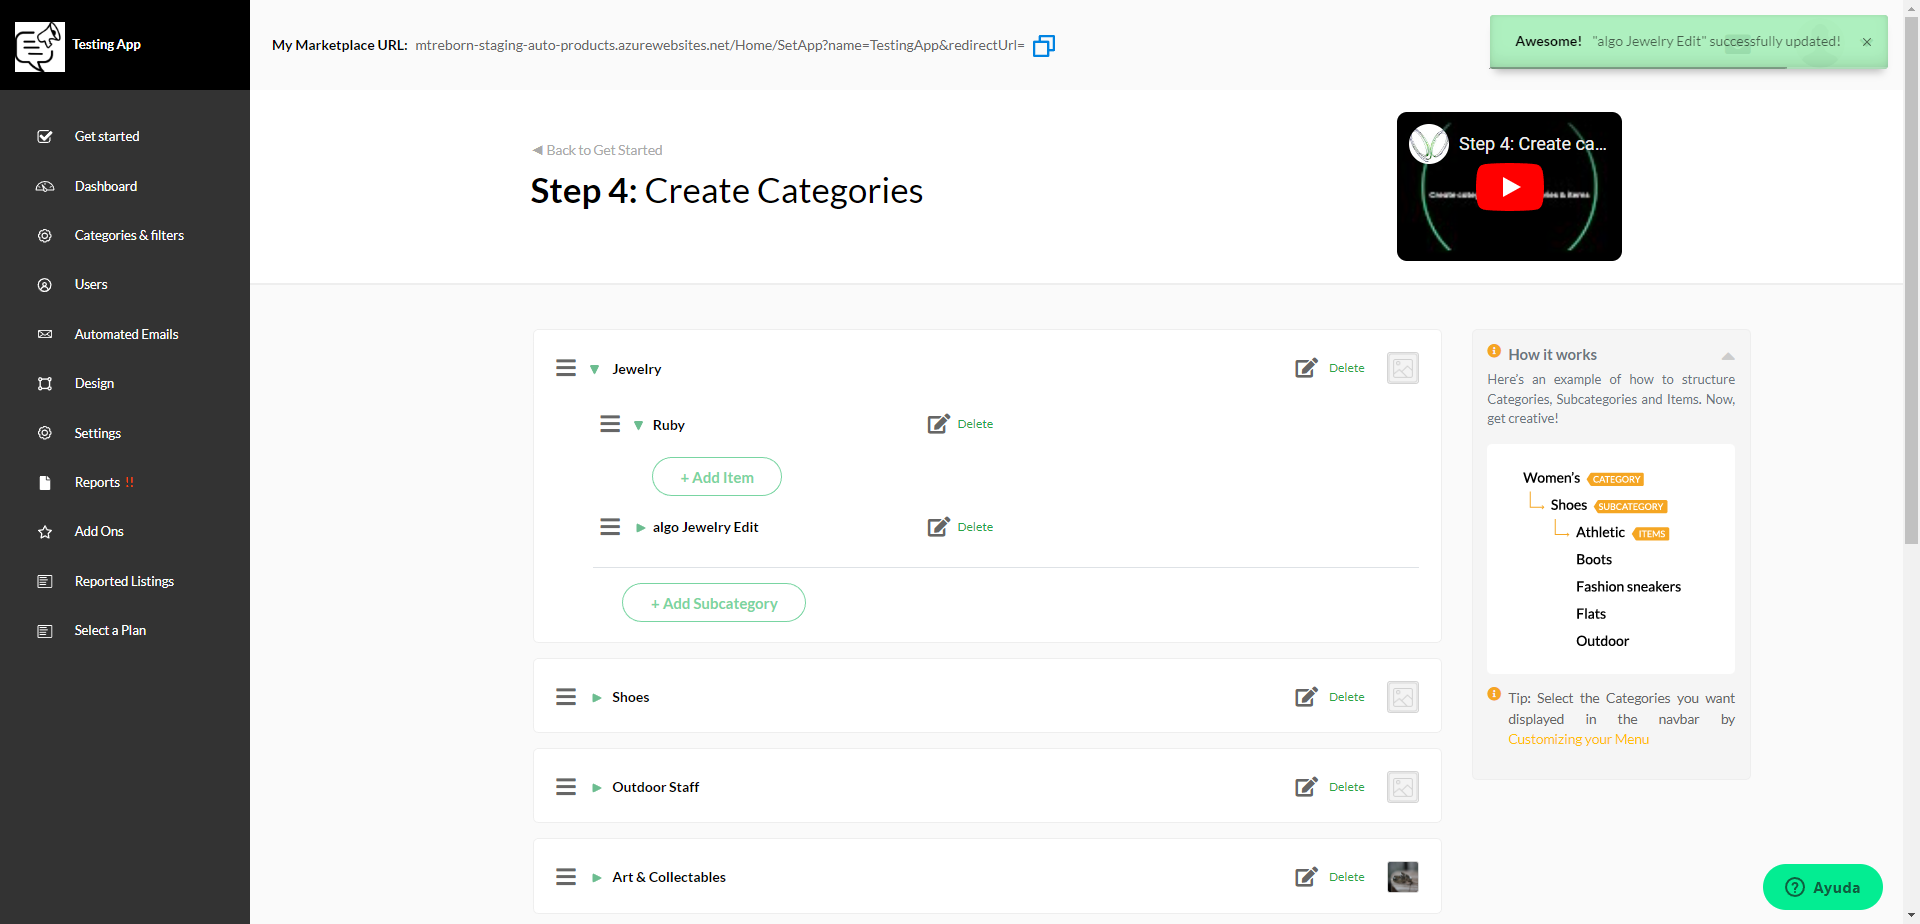 Testing App
My Marketplace URL: mtreborn-staging-auto-products.azurewebsites.net/Home/SetApp?name=TestingApp&redirectUrl=
Awesome! "algo Jewelry Edit" successfully updated! ×
Get started
Dashboard
Categories & filters
Users
Automated Emails
Design
Settings
Reports !!
Add Ons
Reported Listings
Select a Plan
◀ Back to Get Started
Step 4: Create Categories
Step 4: Create ca...
Jewelry
Delete
Ruby
Delete
+ Add Item
algo Jewelry Edit
Delete
+ Add Subcategory
Shoes
Delete
Outdoor Staff
Delete
Art & Collectables
Delete
How it works
Here's an example of how to structure
Categories, Subcategories and Items. Now,
get creative!
Women's CATEGORY
Shoes SUBCATEGORY
Athletic ITEMS
Boots
Fashion sneakers
Flats
Outdoor
Tip: Select the Categories you want
displayed in the navbar by
Customizing your Menu
Ayuda